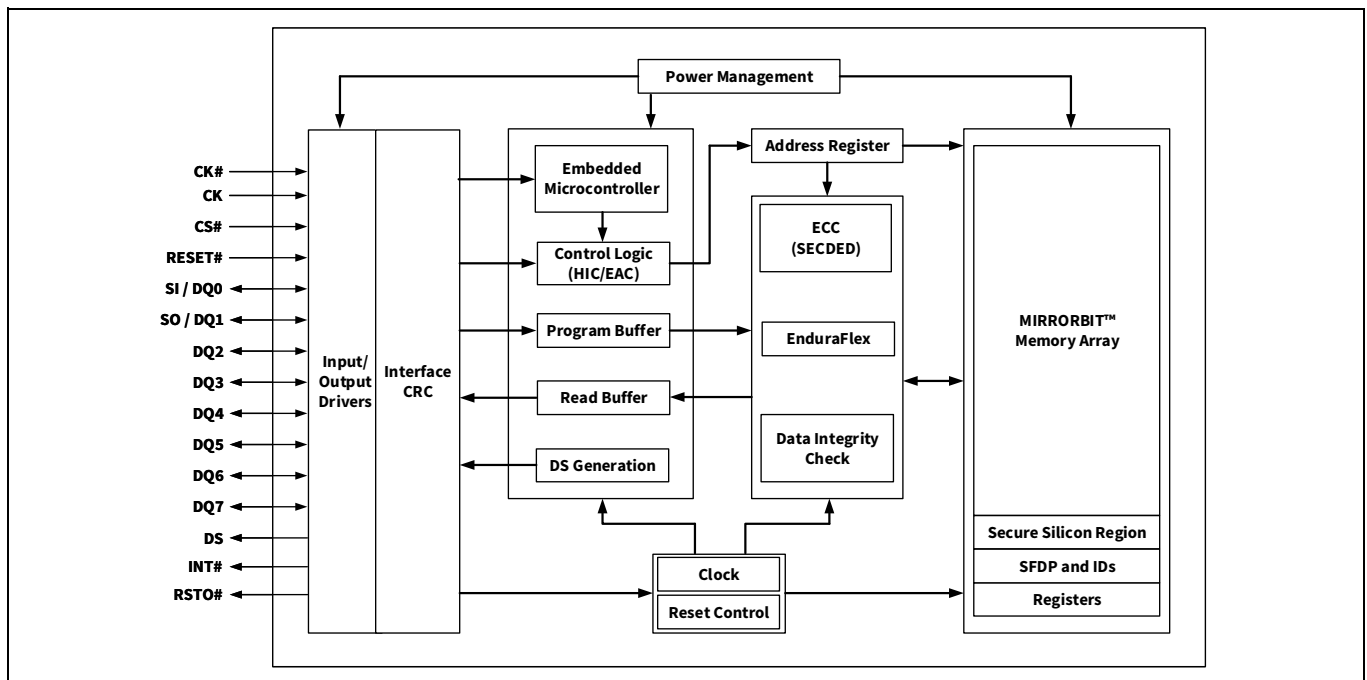 Power Management
CK#
CK
CS#
RESET#
SI / DQ0
SO / DQ1
DQ2
DQ3
DQ4
DQ5
DQ6
DQ7
DS
INT#
RSTO#
Input/
Output
Drivers
Interface
CRC
Embedded
Microcontroller
Control Logic
(HIC/EAC)
Program Buffer
Read Buffer
DS Generation
Address Register
ECC
(SECDED)
EnduraFlex
Data Integrity
Check
Clock
Reset Control
MIRRORBIT™
Memory Array
Secure Silicon Region
SFDP and IDs
Registers